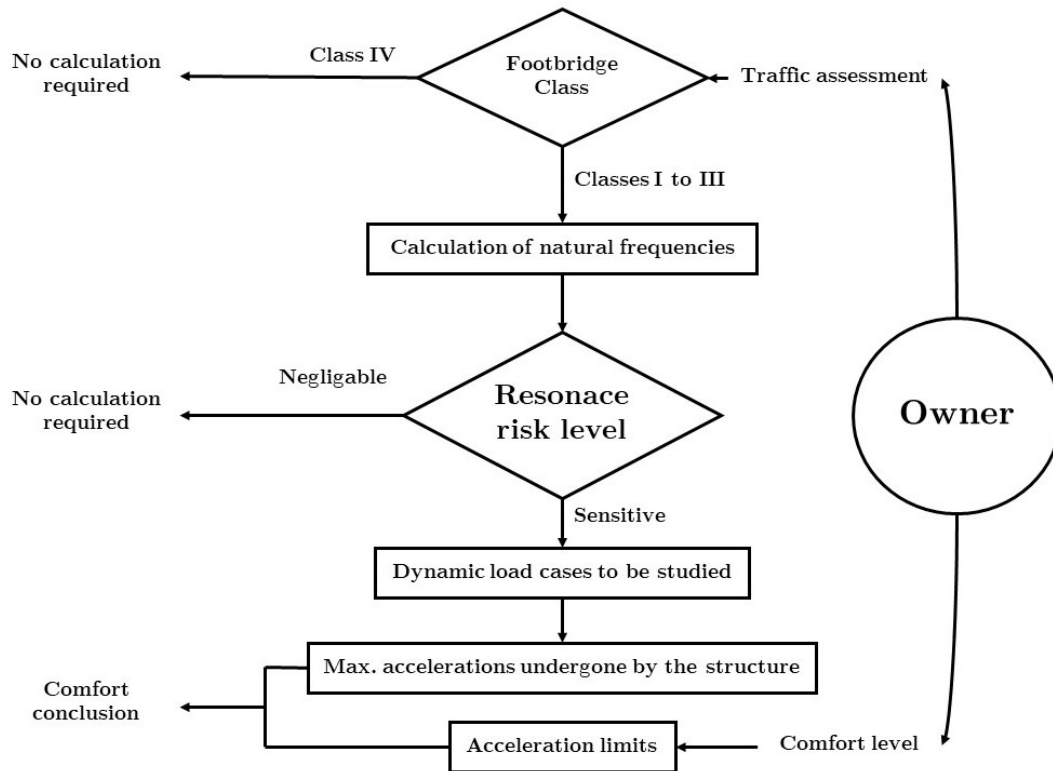 Class IV
No calculation
required
Footbridge
Class
Traffic assessment
Classes I to III
Calculation of natural frequencies
Negligable
No calculation
required
Resonace
risk level
Owner
Sensitive
Dynamic load cases to be studied
Max. accelerations undergone by the structure
Comfort
conclusion
Acceleration limits
Comfort level